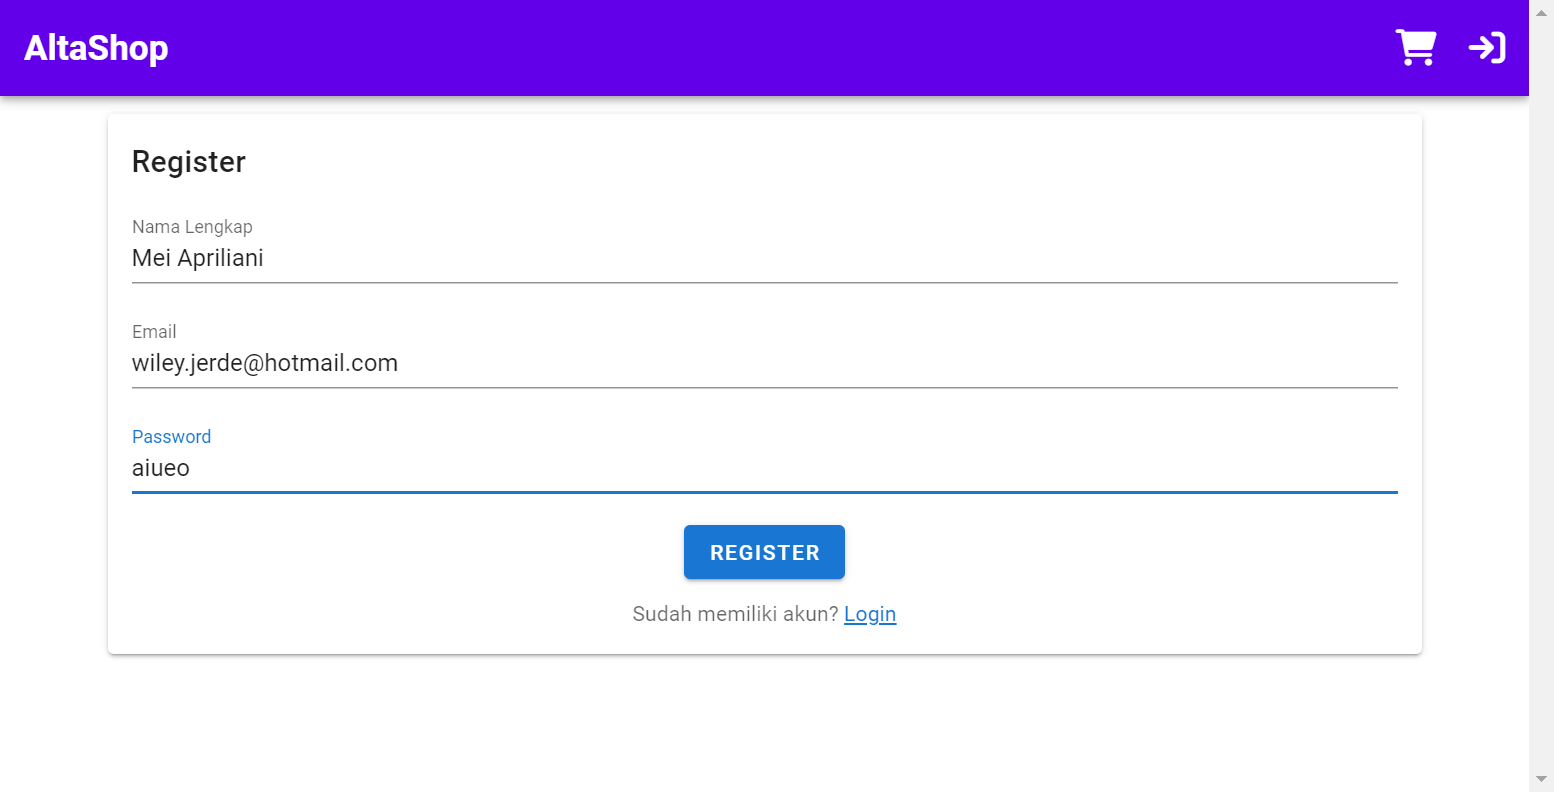 AltaShop
Register
Nama Lengkap
Mei Apriliani
Email
wiley.jerde@hotmail.com
Password
aiueo
REGISTER
Sudah memiliki akun? Login